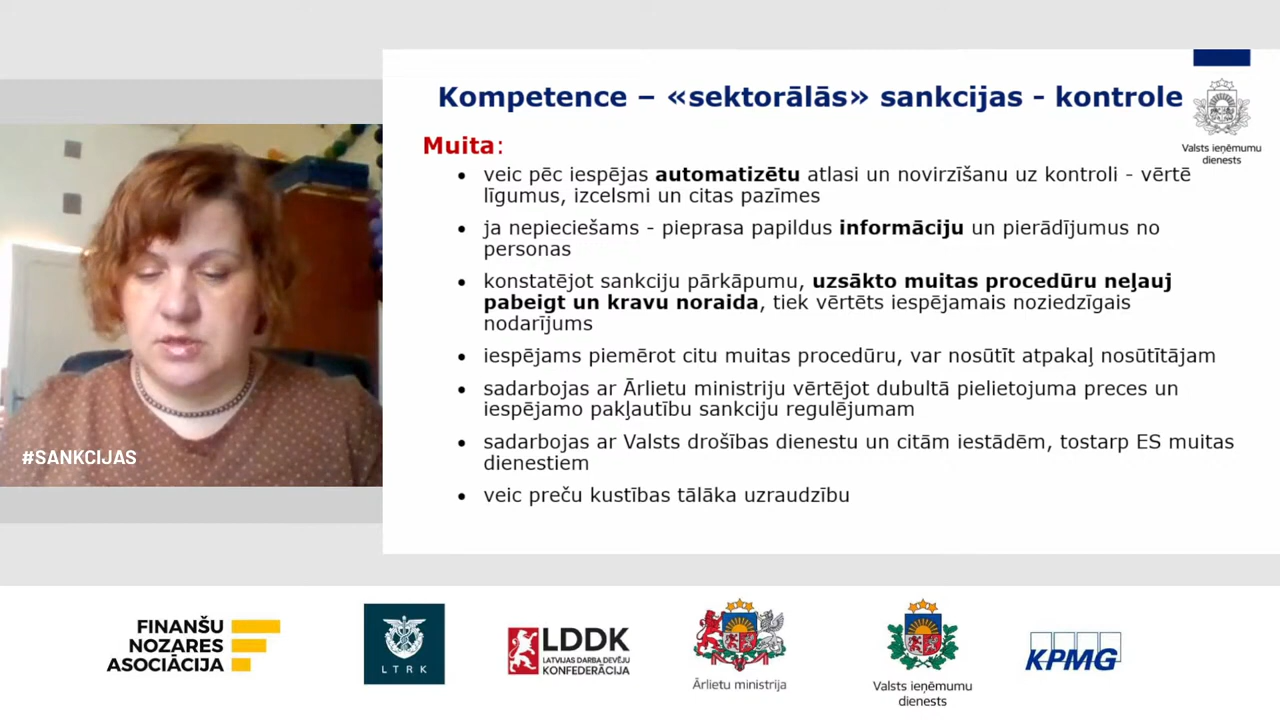 Kompetence – «sektorālās» sankcijas - kontrole
Valsts ieņēmumu
dienests
Muita:
• veic pēc iespējas automatizētu atlasi un novirzīšanu uz kontroli - vērtē
līgumus, izcelsmi un citas pazīmes
• ja nepieciešams - pieprasa papildus informāciju un pierādījumus no
personas
• konstatējot sankciju pārkāpumu, uzsākto muitas procedūru neļauj
pabeigt un kravu noraida, tiek vērtēts iespējamais noziedzīgais
nodarījums
• iespējams piemērot citu muitas procedūru, var nosūtīt atpakaļ nosūtītājam
• sadarbojas ar Ārlietu ministriju vērtējot dubultā pielietojuma preces un
iespējamo pakļautību sankciju regulējumam
• sadarbojas ar Valsts drošības dienestu un citām iestādēm, tostarp ES muitas
dienestiem
• veic preču kustības tālāka uzraudzību
#SANKCIJAS
FINANŠU
NOZARES
ASOCIĀCIJA
LTRK
LDDK
LATVIJAS DARBA DEVĒJU
KONFEDERĀCIJA
Ārlietu ministrija
Valsts ieņēmumu
dienests
KPMG